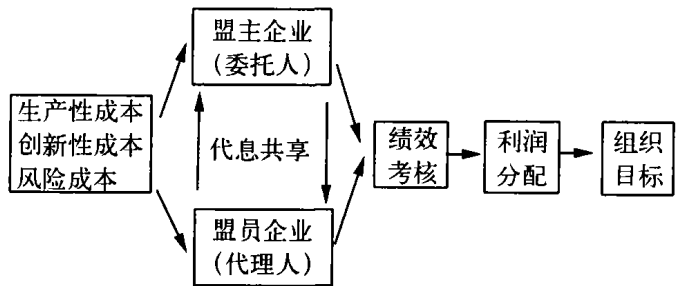 盟主企业
(委托人)
生产性成本
创新性成本
风险成本
代息共享
绩效
考核
利润
分配
组织
目标
盟员企业
(代理人)